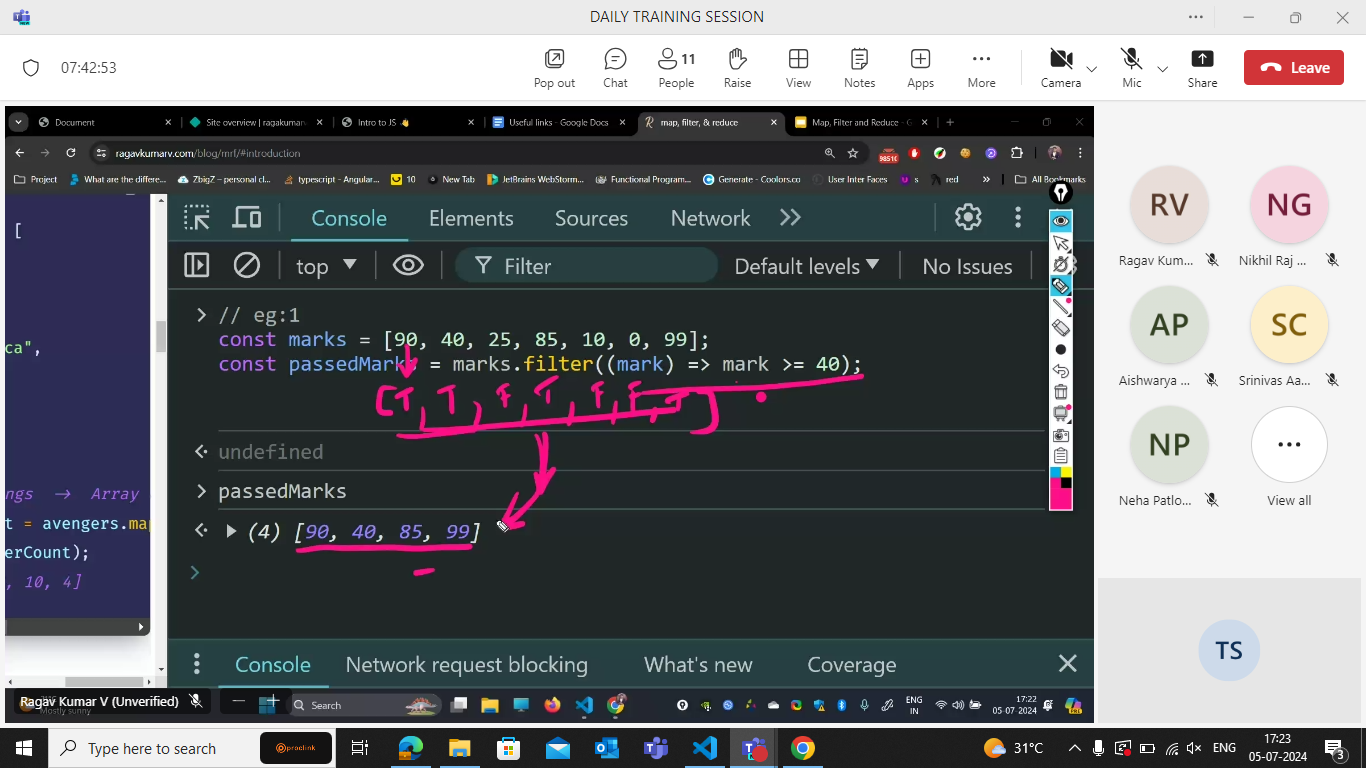 DAILY TRAINING SESSION
07:42:53
Pop out
Chat
11
People
Raise
View
Notes
Apps
More
Camera
Mic
Share
Leave
Document
Site overview | ragakumar
Intro to JS
Useful links - Google Docs
map, filter, & reduce
Map, Filter and Reduce - G
ragavkumarv.com/blog/mrf/#introduction
Project
What are the differe...
ZbigZ – personal cl...
typescript - Angular...
10
New Tab
JetBrains WebStorm...
Functional Program...
Generate - Coolors.co
User Inter Faces
s
red
»
All Bookmarks
Console
Elements
Sources
Network
top
Filter
Default levels
No Issues
[
ca",
ngs → Array
t = avengers.map
erCount);
, 10, 4]
> // eg:1
const marks = [90, 40, 25, 85, 10, 0, 99];
const passedMarks = marks.filter((mark) => mark >= 40);
[T, T, F, T, F, F, T]
undefined
> passedMarks
(4) [90, 40, 85, 99]
>
Console
Network request blocking
What's new
Coverage
Ragav Kumar V (Unverified)
Mostly sunny
Search
ENG
IN
17:22
05-07-2024
RV
Ragav Kum...
NG
Nikhil Raj ...
AP
Aishwarya ...
SC
Srinivas Aa...
NP
Neha Patlo...
View all
TS
Type here to search
proclink
31°C
ENG
17:23
05-07-2024
3